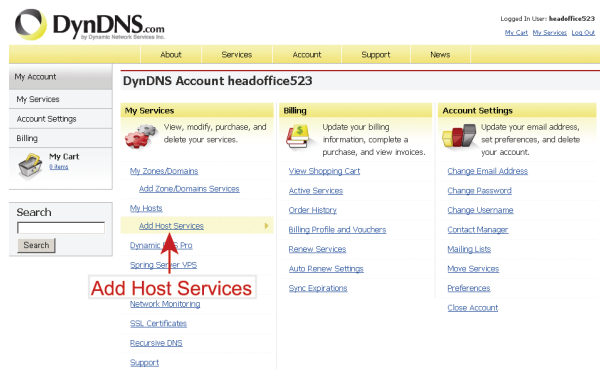 DynDNS.com
by Dynamic Network Services Inc.
Logged In User: headoffice523
My Cart My Services Log Out
About Services Account Support News
My Account
My Services
Account Settings
Billing
My Cart
0 items
Search
Search
DynDNS Account headoffice523
My Services
View, modify, purchase, and
delete your services.
My Zones/Domains
Add Zone/Domains Services
My Hosts
Add Host Services
Dynamic DNS Pro
Spring Server VPS
Add Host Services
Network Monitoring
SSL Certificates
Recursive DNS
Support
Billing
Update your billing
information, complete a
purchase, and view invoices.
View Shopping Cart
Active Services
Order History
Billing Profile and Vouchers
Renew Services
Auto Renew Settings
Sync Expirations
Account Settings
Update your email address,
set preferences, and delete
your account.
Change Email Address
Change Password
Change Username
Contact Manager
Mailing Lists
Move Services
Preferences
Close Account